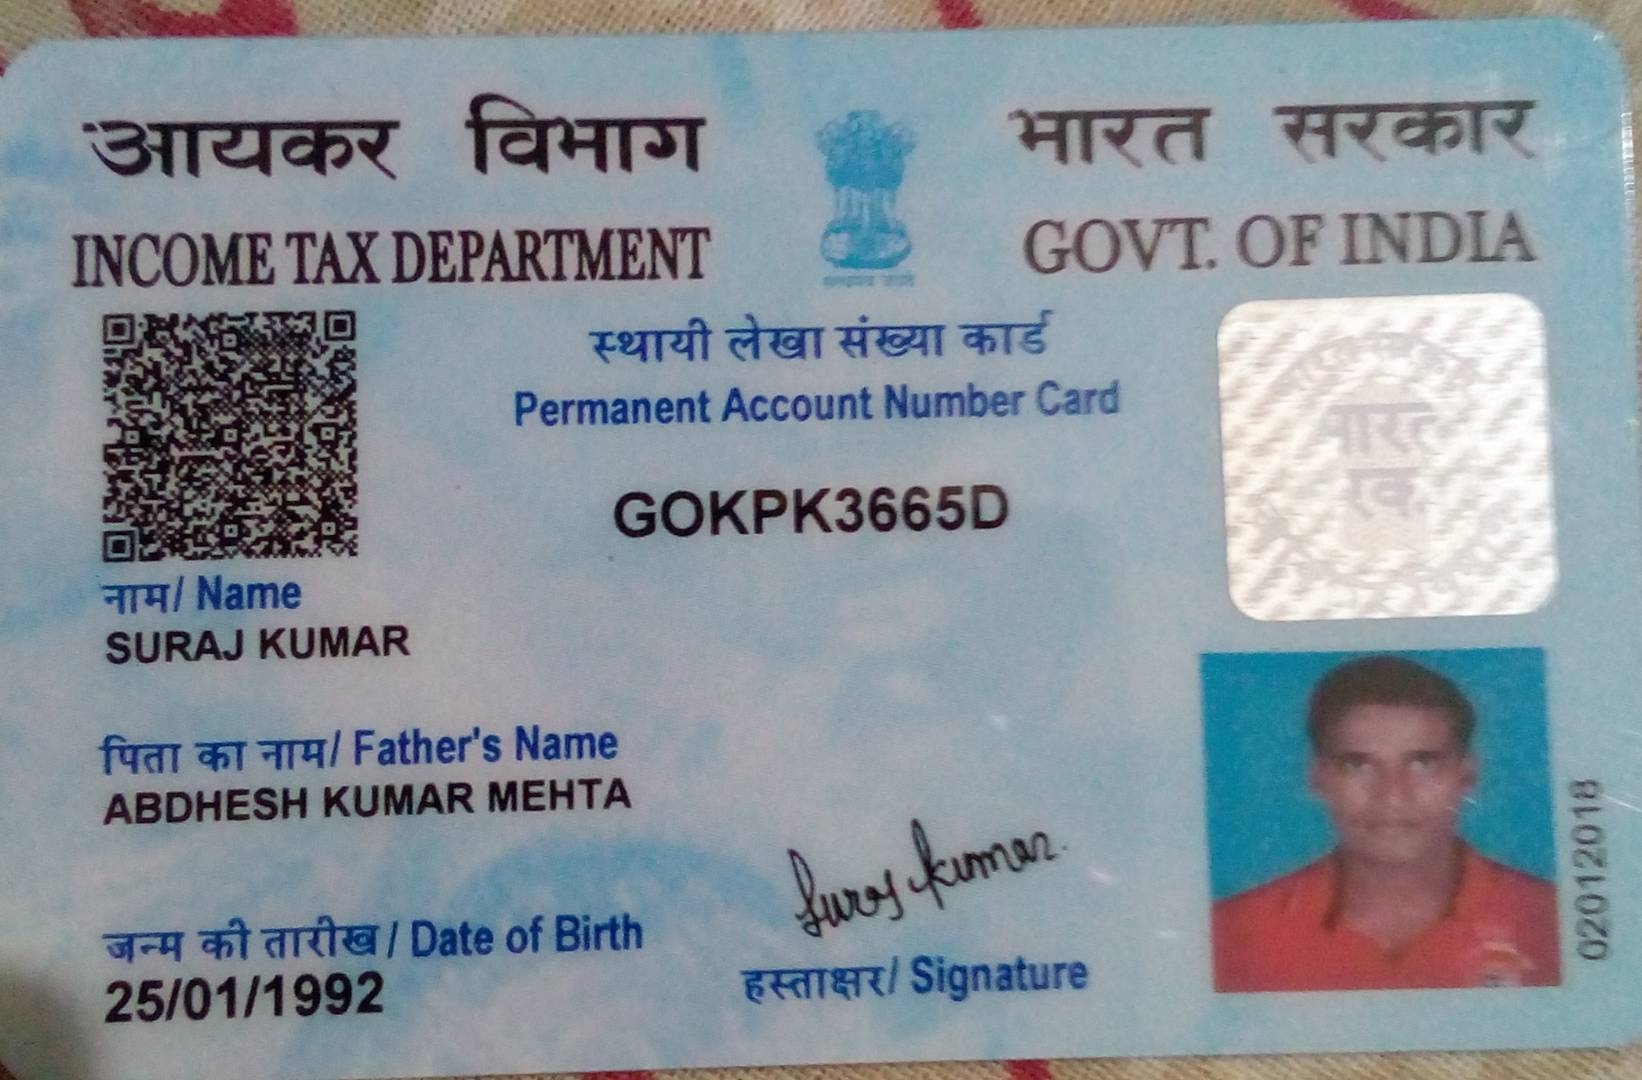 आयकर विभाग
INCOME TAX DEPARTMENT
भारत सरकार
GOVT. OF INDIA
स्थायी लेखा संख्या कार्ड
Permanent Account Number Card
GOKPK3665D
नाम/ Name
SURAJ KUMAR
पिता का नाम/ Father's Name
ABDHESH KUMAR MEHTA
जन्म की तारीख / Date of Birth
25/01/1992
Suraj Kumar
हस्ताक्षर/ Signature
02012018